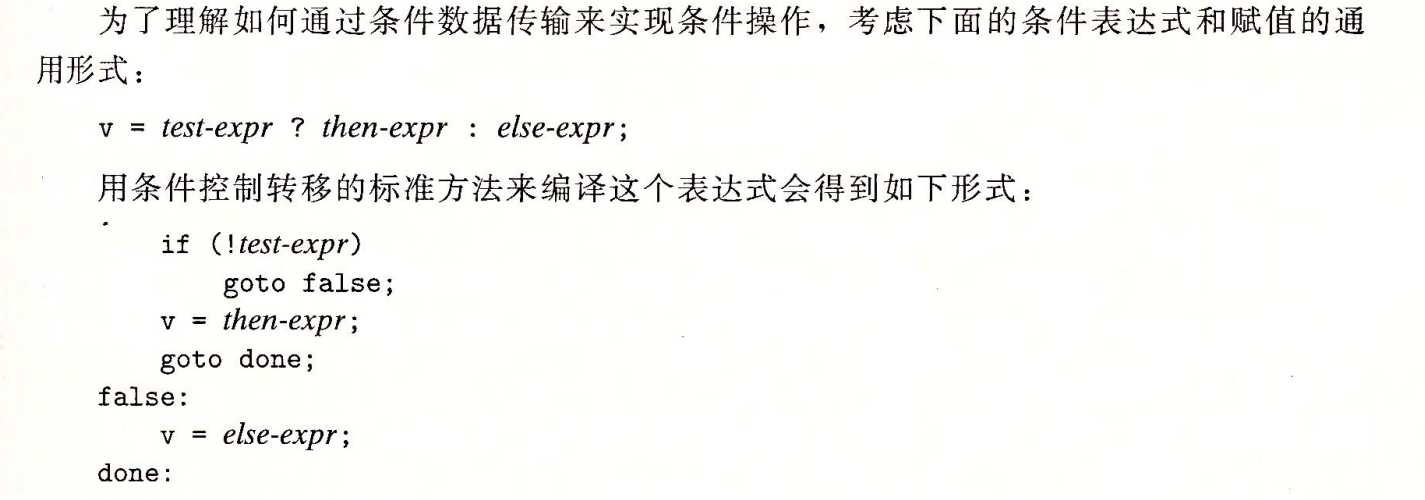 为了理解如何通过条件数据传输来实现条件操作，考虑下面的条件表达式和赋值的通
用形式：
v = test-expr ? then-expr : else-expr;
用条件控制转移的标准方法来编译这个表达式会得到如下形式：
if (!test-expr)
goto false;
v = then-expr;
goto done;
false:
v = else-expr;
done: